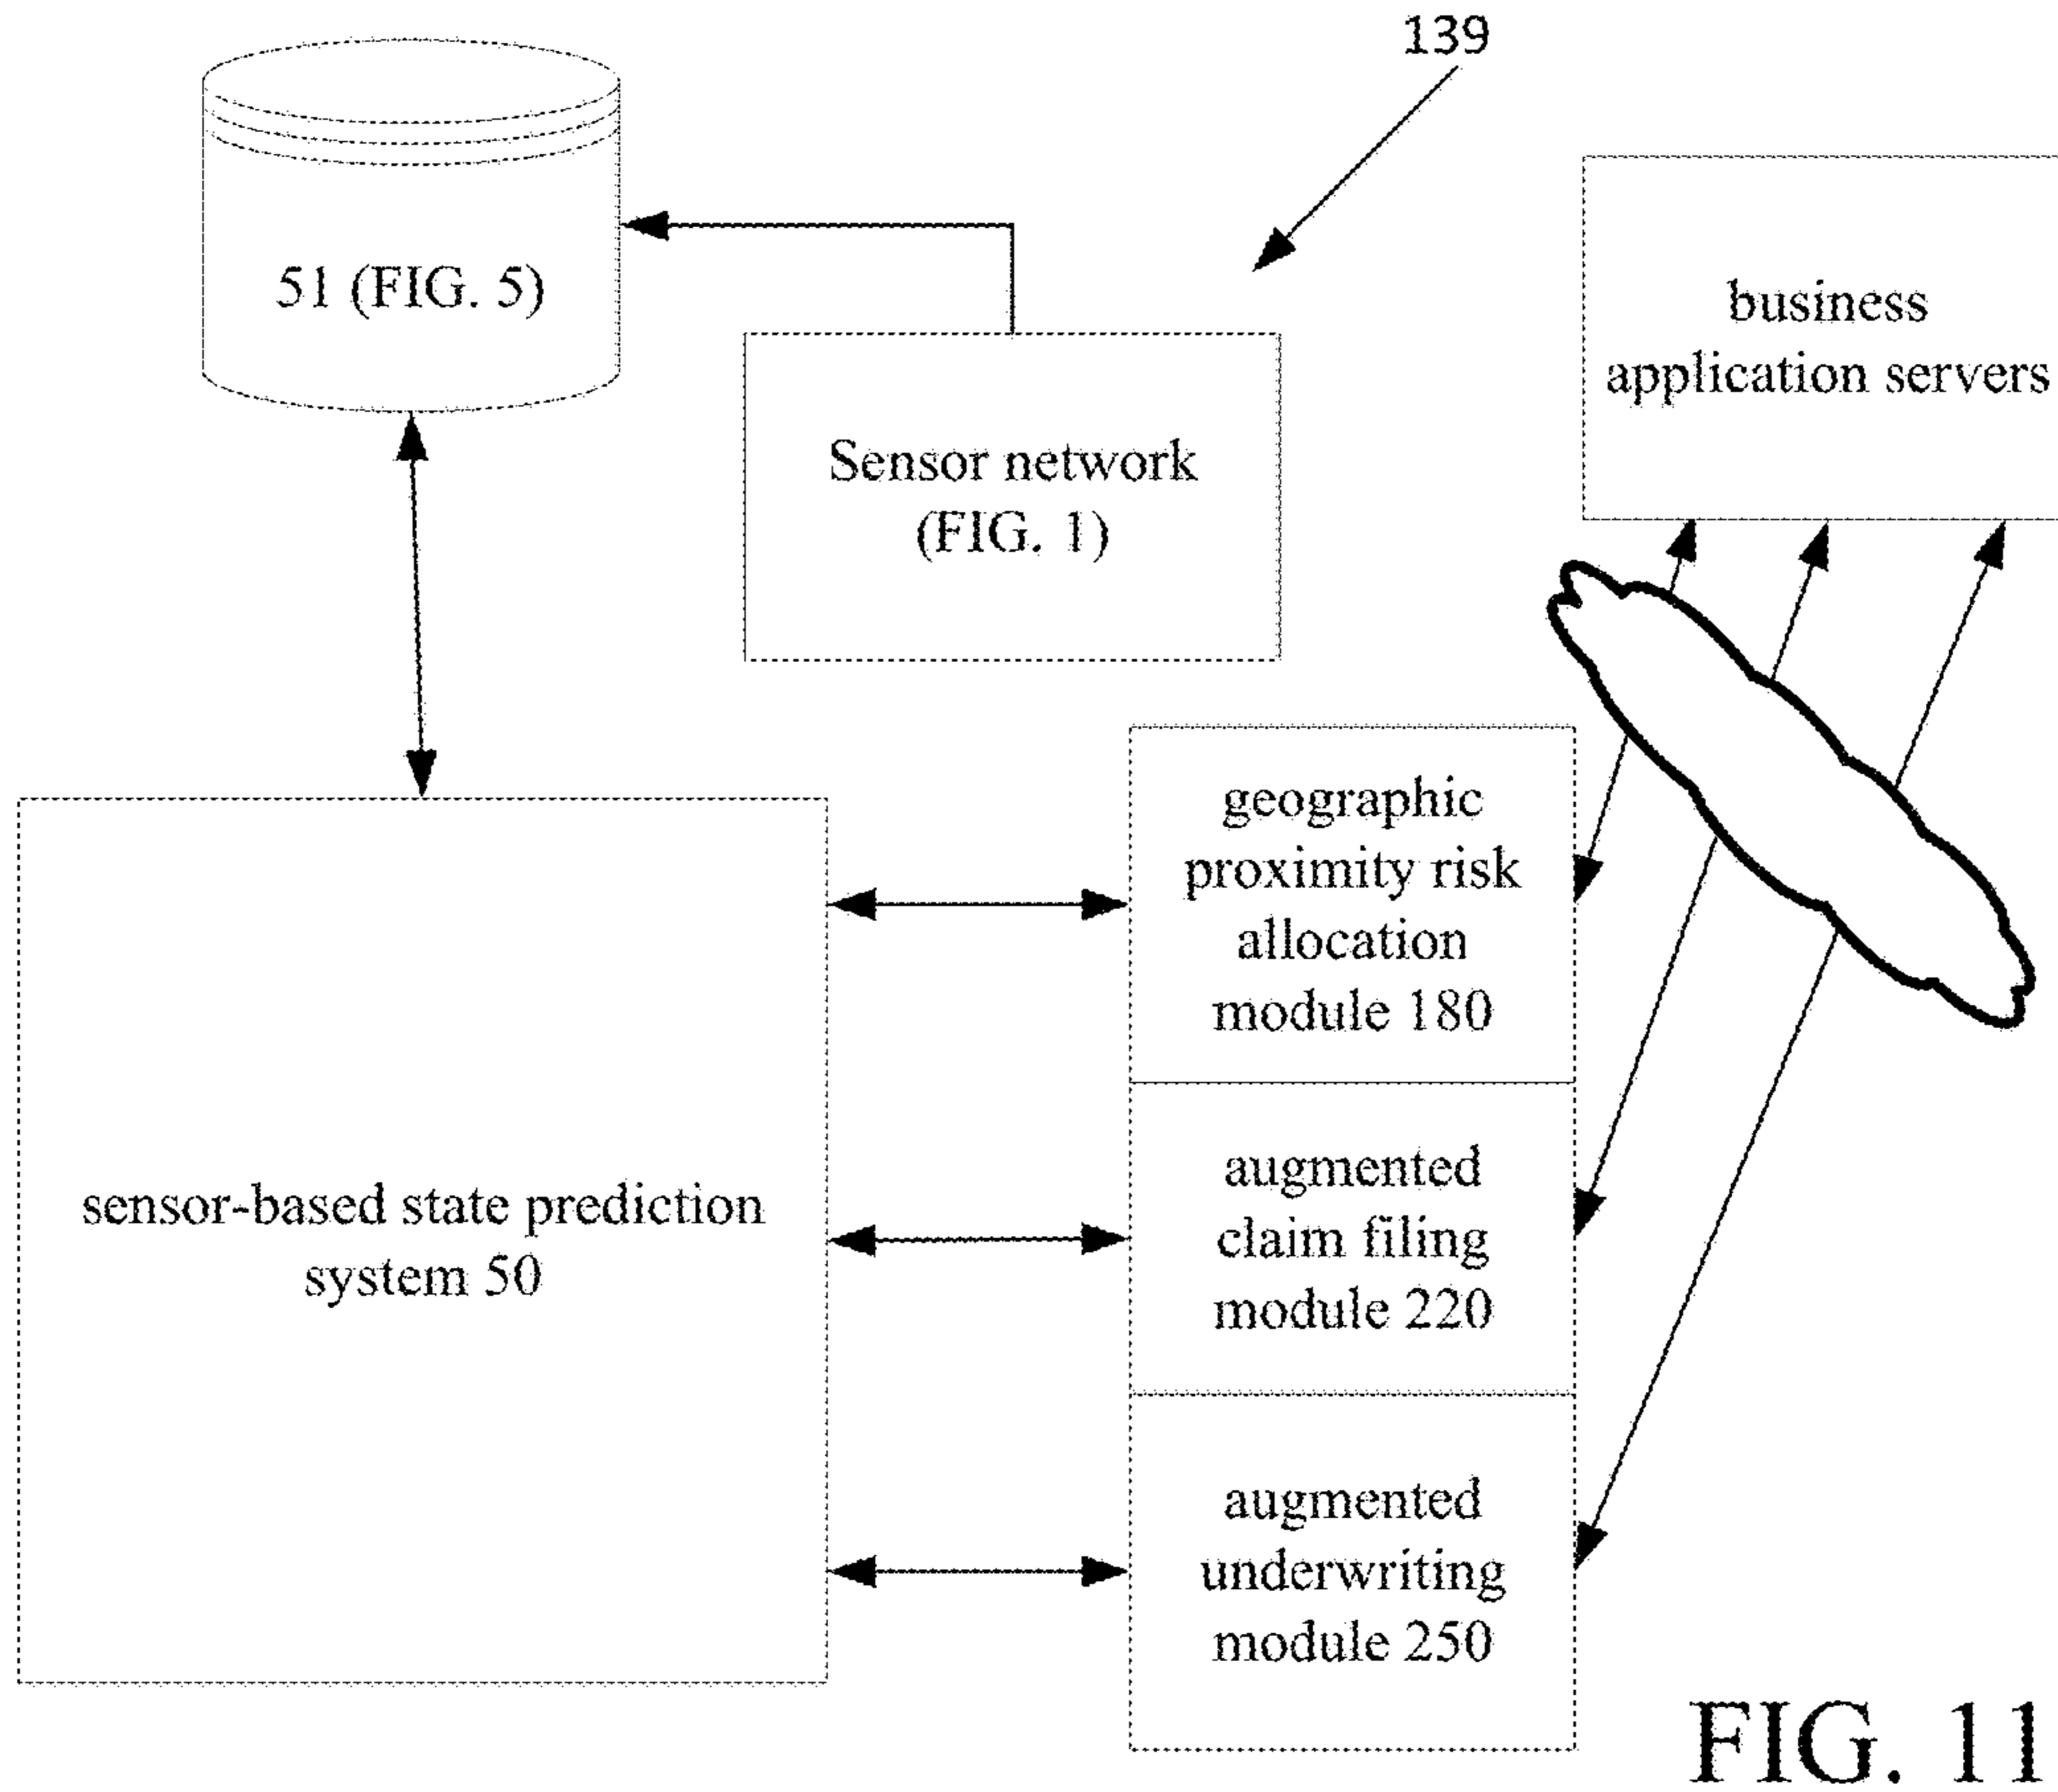 139
51 (FIG. 5)
business
application servers
Sensor network
(FIG. 1)
geographic
proximity risk
allocation
module 180
sensor-based state prediction
system 50
augmented
claim filing
module 220
augmented
underwriting
module 250
FIG. 11